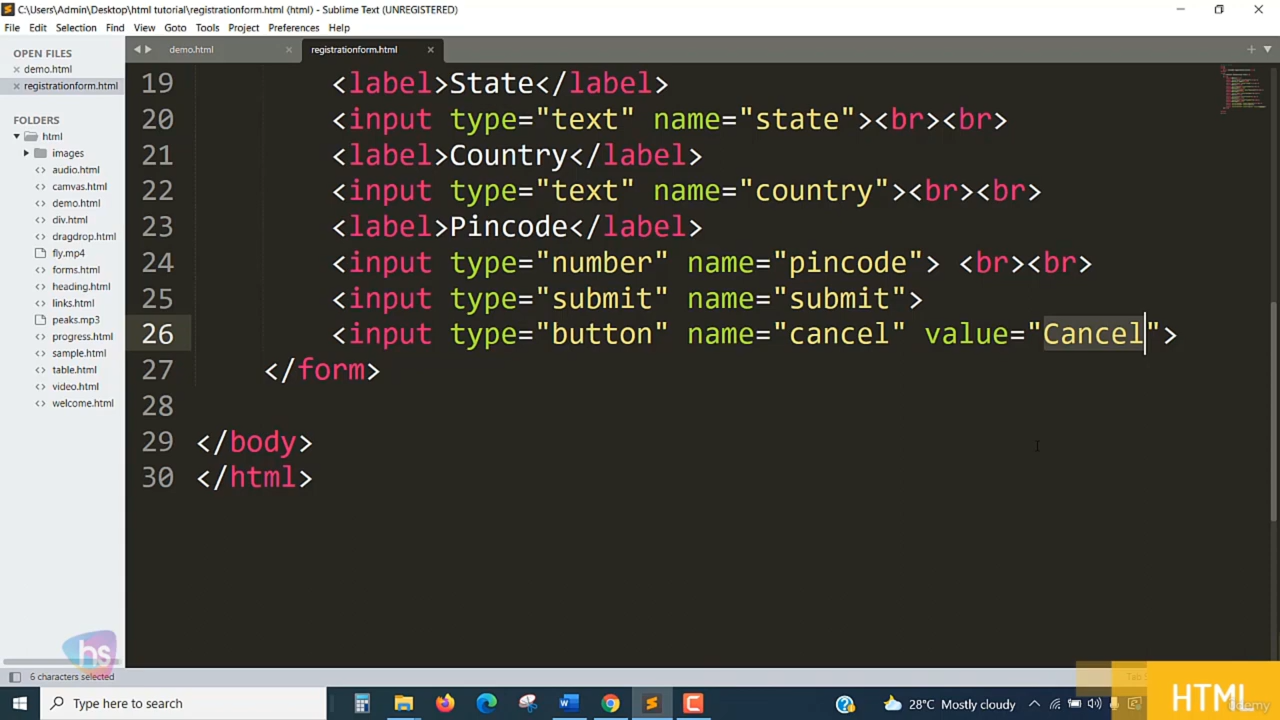 C:\Users\Admin\Desktop\html tutorial\registrationform.html (html) - Sublime Text (UNREGISTERED)
File Edit Selection Find View Goto Tools Project Preferences Help
OPEN FILES
demo.html
registrationform.html
FOLDERS
html
images
audio.html
canvas.html
demo.html
div.html
dragdrop.html
fly.mp4
forms.html
heading.html
links.html
peaks.mp3
progress.html
sample.html
table.html
video.html
welcome.html
demo.html registrationform.html
19 <label>State</label>
20 <input type="text" name="state"><br><br>
21 <label>Country</label>
22 <input type="text" name="country"><br><br>
23 <label>Pincode</label>
24 <input type="number" name="pincode"> <br><br>
25 <input type="submit" name="submit">
26 <input type="button" name="cancel" value="Cancel">
27 </form>
28
29 </body>
30 </html>
hs
6 characters selected
Type here to search
28°C Mostly cloudy
HTML
Udemy